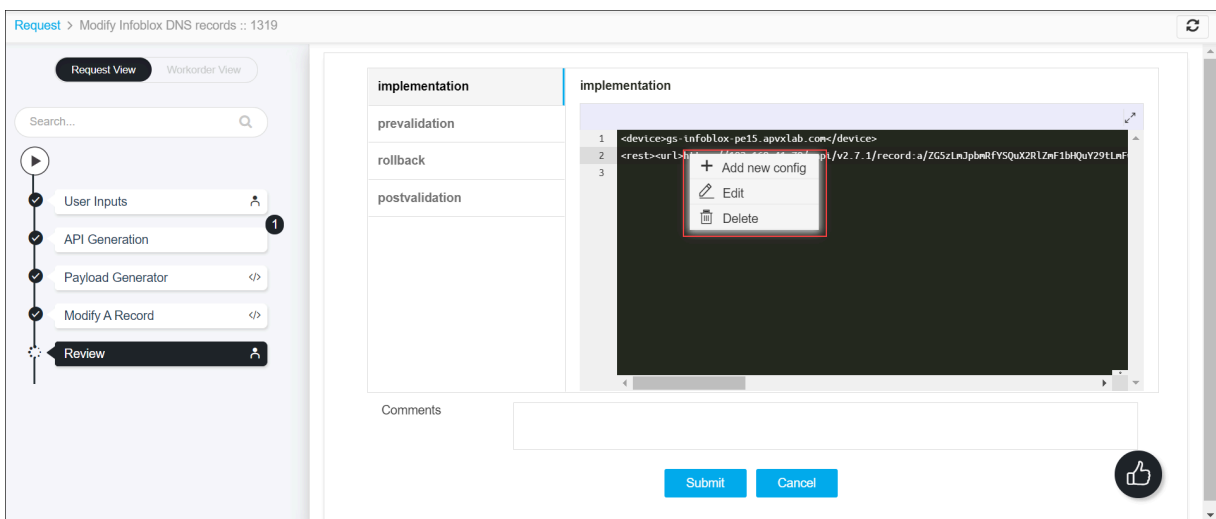 Request > Modify Infoblox DNS records :: 1319
Request View Workorder View
Search...
User Inputs
1
API Generation
Payload Generator </>
Modify A Record </>
Review
implementation
prevalidation
rollback
postvalidation
implementation
1 <device>gs-infoblox-pe15.apvxlab.com</device>
2 <rest><url>h pi/v2.7.1/record:a/ZG5zLmJpbmRfYSQuX2RlZmF1bHQuY29tLmF
3
Add new config
Edit
Delete
Comments
Submit Cancel